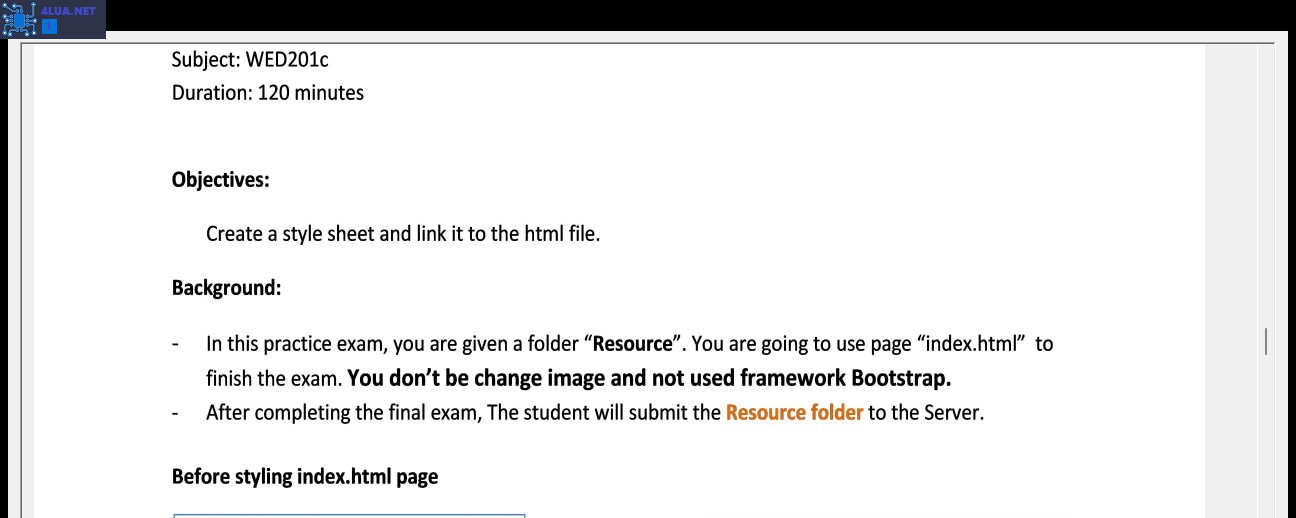 4LUA.NET
Subject: WED201c
Duration: 120 minutes
Objectives:
Create a style sheet and link it to the html file.
Background:
- In this practice exam, you are given a folder “Resource”. You are going to use page “index.html” to
finish the exam. You don’t be change image and not used framework Bootstrap.
- After completing the final exam, The student will submit the Resource folder to the Server.
Before styling index.html page